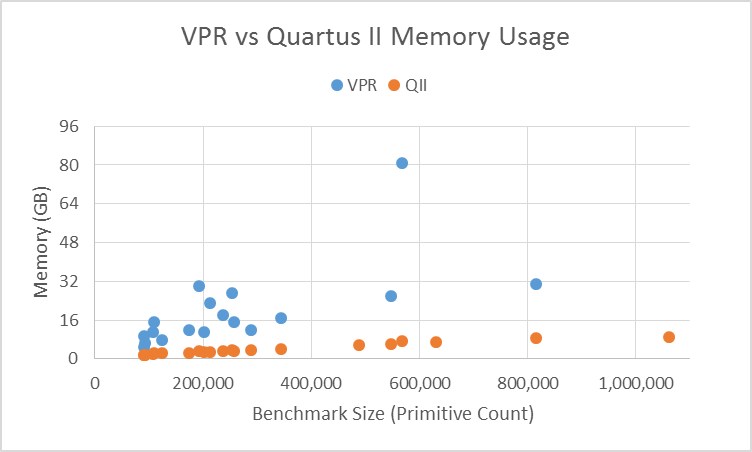 VPR vs Quartus II Memory Usage
VPR QII
96
80
64
48
32
16
0
Memory (GB)
0 200,000 400,000 600,000 800,000 1,000,000
Benchmark Size (Primitive Count)